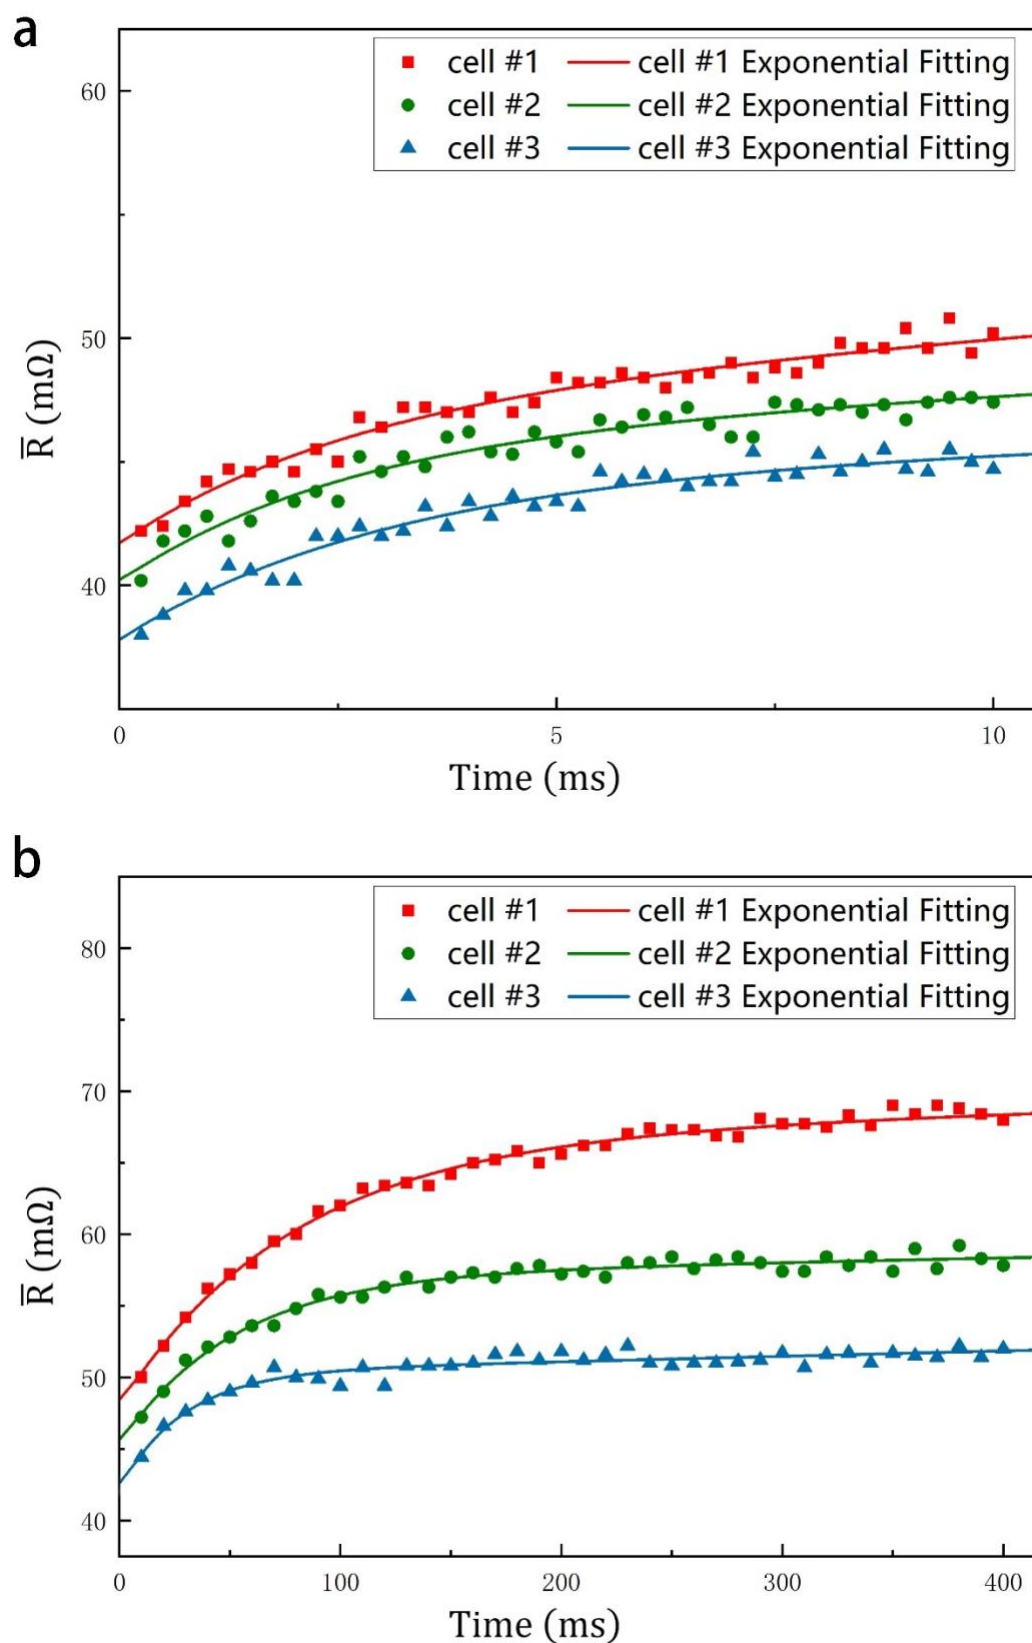 a
cell #1 cell #1 Exponential Fitting
cell #2 cell #2 Exponential Fitting
cell #3 cell #3 Exponential Fitting
60
50
40
R̅ (mΩ)
0 5 10
Time (ms)
b
cell #1 cell #1 Exponential Fitting
cell #2 cell #2 Exponential Fitting
cell #3 cell #3 Exponential Fitting
80
70
60
50
40
R̅ (mΩ)
0 100 200 300 400
Time (ms)